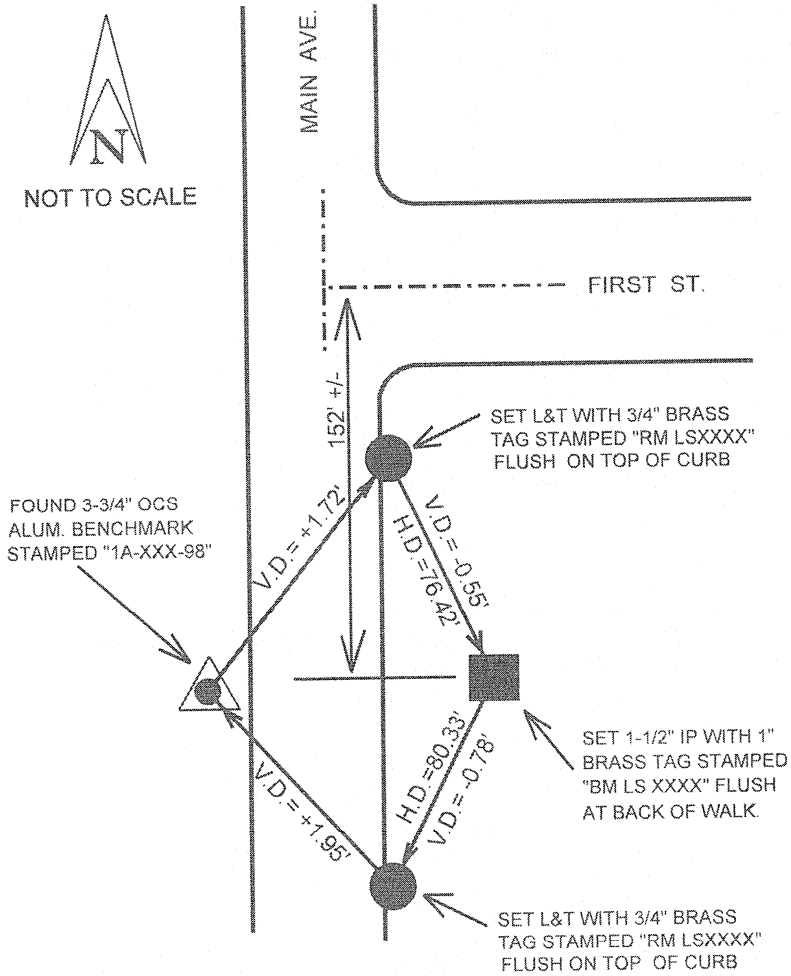 MAIN AVE.
N
NOT TO SCALE
FIRST ST.
152' +/-
SET L&T WITH 3/4" BRASS
TAG STAMPED "RM LSXXXX"
FLUSH ON TOP OF CURB
FOUND 3-3/4" OCS
ALUM. BENCHMARK
STAMPED "1A-XXX-98"
V.D.= +1.72'
V.D.= -0.55'
H.D.=76.42'
H.D.=80.33'
V.D.= -0.78'
V.D.= +1.95'
SET 1-1/2" IP WITH 1"
BRASS TAG STAMPED
"BM LS XXXX" FLUSH
AT BACK OF WALK.
SET L&T WITH 3/4" BRASS
TAG STAMPED "RM LSXXXX"
FLUSH ON TOP OF CURB